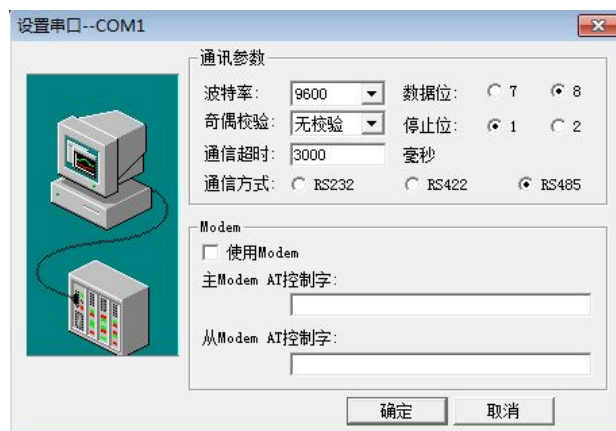 设置串口--COM1
通讯参数
波特率： 9600 数据位： 7 8
奇偶校验： 无校验 停止位： 1 2
通信超时： 3000 毫秒
通信方式： RS232 RS422 RS485
Modem
使用Modem
主Modem AT控制字：
从Modem AT控制字：
确定 取消